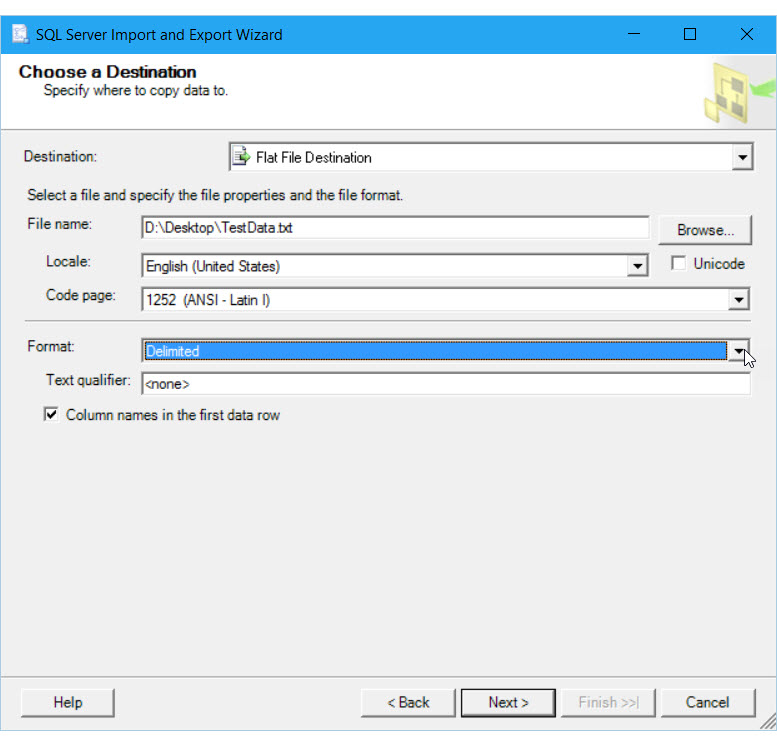 SQL Server Import and Export Wizard
Choose a Destination
Specify where to copy data to.
Destination: Flat File Destination
Select a file and specify the file properties and the file format.
File name: D:\Desktop\TestData.txt Browse...
Locale: English (United States) Unicode
Code page: 1252 (ANSI - Latin I)
Format: Delimited
Text qualifier: <none>
Column names in the first data row
Help < Back Next > Finish >>| Cancel